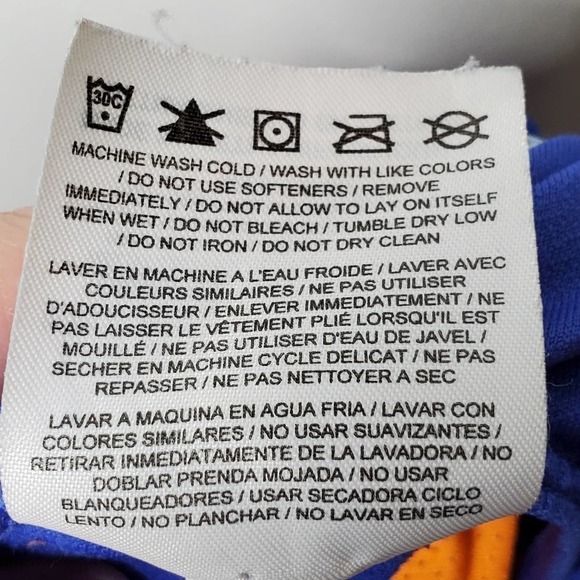 30C
MACHINE WASH COLD / WASH WITH LIKE COLORS
/ DO NOT USE SOFTENERS / REMOVE
IMMEDIATELY / DO NOT ALLOW TO LAY ON ITSELF
WHEN WET / DO NOT BLEACH / TUMBLE DRY LOW
/ DO NOT IRON / DO NOT DRY CLEAN
LAVER EN MACHINE A L'EAU FROIDE / LAVER AVEC
COULEURS SIMILAIRES / NE PAS UTILISER
D'ADOUCISSEUR / ENLEVER IMMEDIATEMENT / NE
PAS LAISSER LE VÊTEMENT PLIÉ LORSQU'IL EST
MOUILLÉ / NE PAS UTILISER D'EAU DE JAVEL /
SECHER EN MACHINE CYCLE DELICAT / NE PAS
REPASSER / NE PAS NETTOYER A SEC
LAVAR A MAQUINA EN AGUA FRIA / LAVAR CON
COLORES SIMILARES / NO USAR SUAVIZANTES /
RETIRAR INMEDIATAMENTE DE LA LAVADORA / NO
DOBLAR PRENDA MOJADA / NO USAR
BLANQUEADORES / USAR SECADORA CICLO
LENTO / NO PLANCHAR / NO LAVAR EN SECO